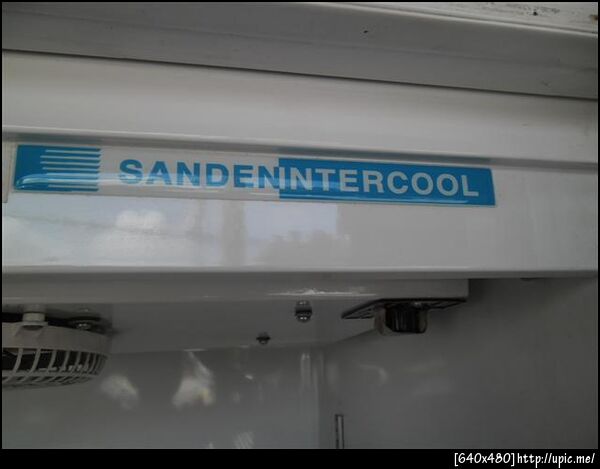 SANDENINTERCOOL
[640x480]http://upic.me/